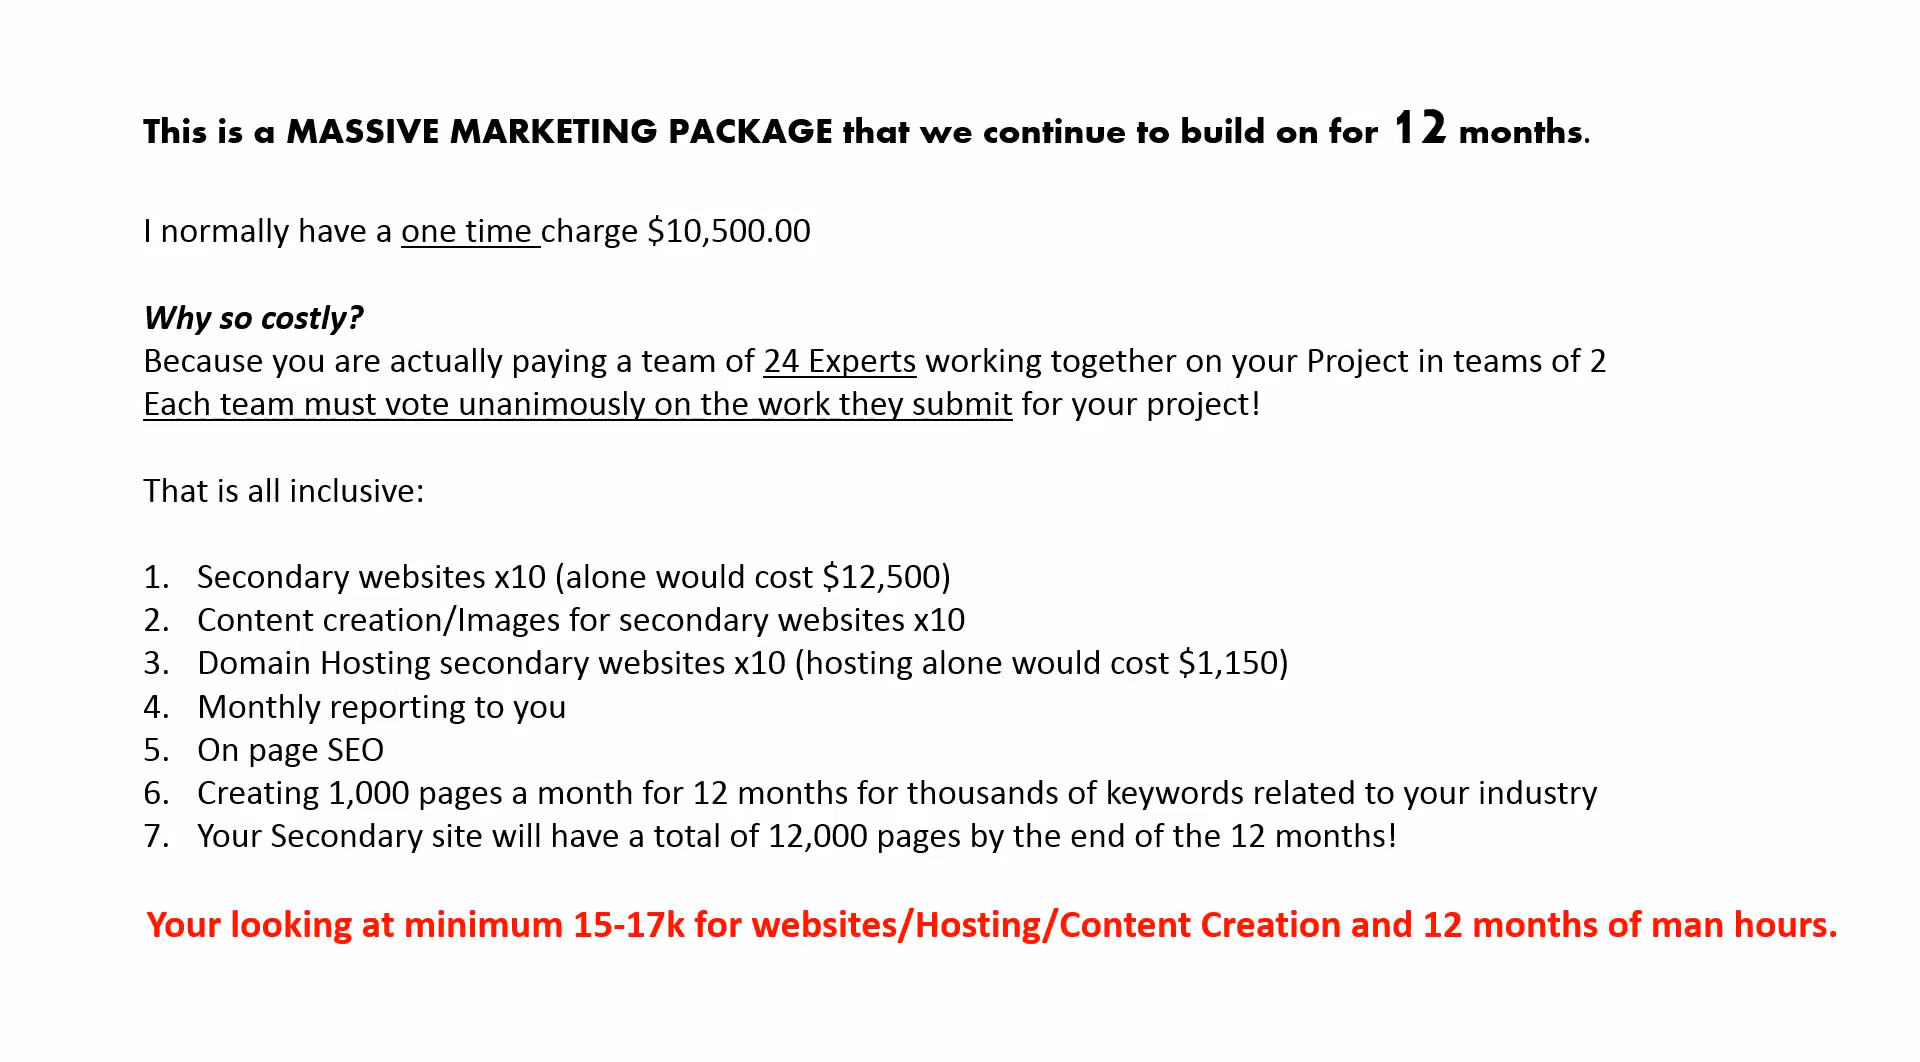 This is a MASSIVE MARKETING PACKAGE that we continue to build on for 12 months.
I normally have a one time charge $10,500.00
Why so costly?
Because you are actually paying a team of 24 Experts working together on your Project in teams of 2
Each team must vote unanimously on the work they submit for your project!
That is all inclusive:
1. Secondary websites x10 (alone would cost $12,500)
2. Content creation/Images for secondary websites x10
3. Domain Hosting secondary websites x10 (hosting alone would cost $1,150)
4. Monthly reporting to you
5. On page SEO
6. Creating 1,000 pages a month for 12 months for thousands of keywords related to your industry
7. Your Secondary site will have a total of 12,000 pages by the end of the 12 months!
Your looking at minimum 15-17k for websites/Hosting/Content Creation and 12 months of man hours.